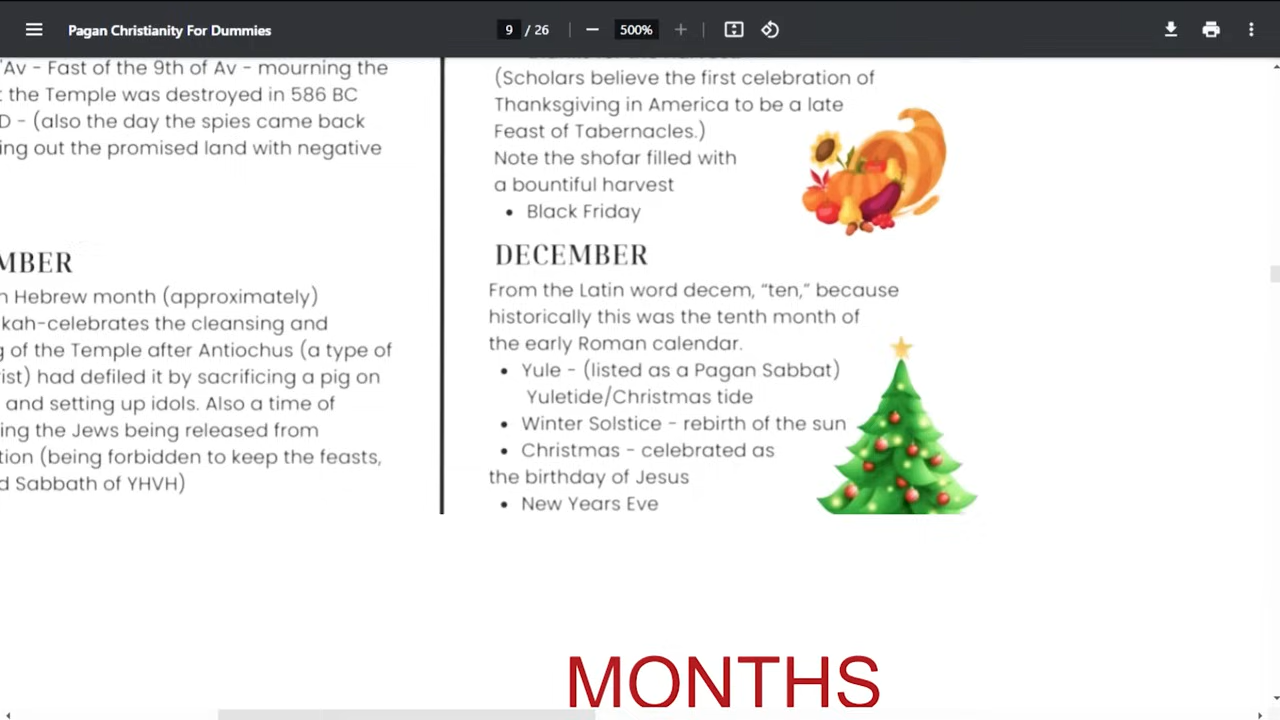 Pagan Christianity For Dummies
9 / 26
500%
'Av - Fast of the 9th of Av - mourning the
t the Temple was destroyed in 586 BC
D - (also the day the spies came back
ing out the promised land with negative
MBER
n Hebrew month (approximately)
kah-celebrates the cleansing and
g of the Temple after Antiochus (a type of
rist) had defiled it by sacrificing a pig on
and setting up idols. Also a time of
ing the Jews being released from
tion (being forbidden to keep the feasts,
d Sabbath of YHVH)
(Scholars believe the first celebration of
Thanksgiving in America to be a late
Feast of Tabernacles.)
Note the shofar filled with
a bountiful harvest
• Black Friday
DECEMBER
From the Latin word decem, “ten,” because
historically this was the tenth month of
the early Roman calendar.
• Yule - (listed as a Pagan Sabbat)
Yuletide/Christmas tide
• Winter Solstice - rebirth of the sun
• Christmas - celebrated as
the birthday of Jesus
• New Years Eve
MONTHS